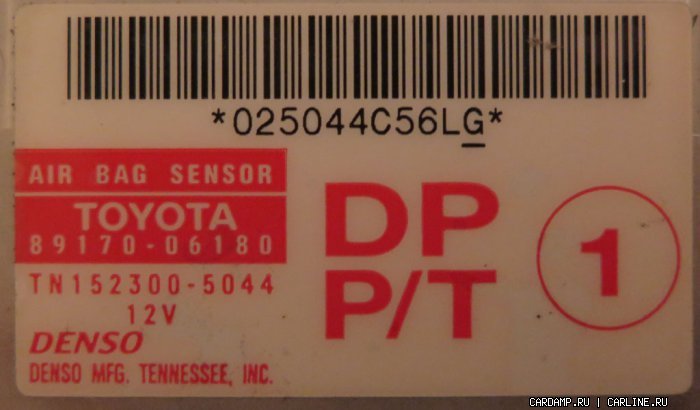 *025044C56LG*
AIR BAG SENSOR
TOYOTA
89170-06180
TN152300-5044
12V
DENSO
DENSO MFG. TENNESSEE, INC.
DP
P/T
1
CARDAMP.RU | CARLINE.RU